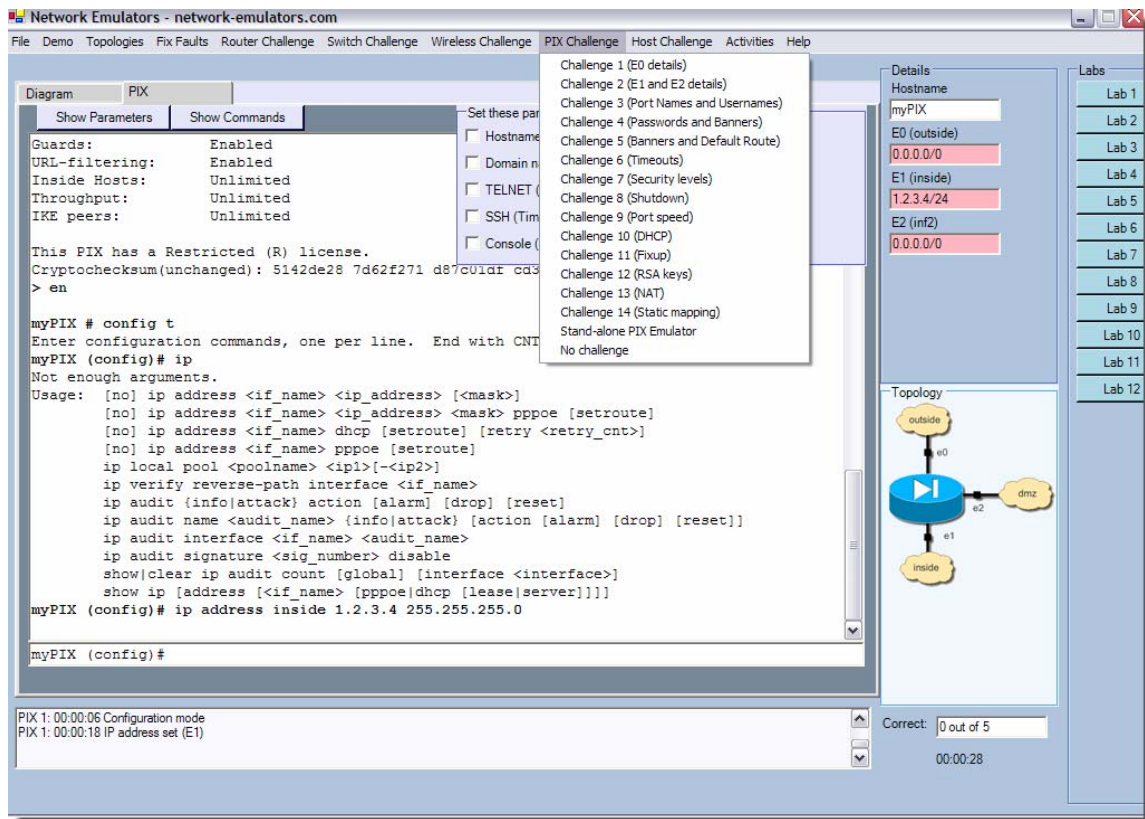 Network Emulators - network-emulators.com
File Demo Topologies Fix Faults Router Challenge Switch Challenge Wireless Challenge PIX Challenge Host Challenge Activities Help
Challenge 1 (E0 details)
Challenge 2 (E1 and E2 details)
Challenge 3 (Port Names and Usernames)
Challenge 4 (Passwords and Banners)
Challenge 5 (Banners and Default Route)
Challenge 6 (Timeouts)
Challenge 7 (Security levels)
Challenge 8 (Shutdown)
Challenge 9 (Port speed)
Challenge 10 (DHCP)
Challenge 11 (Fixup)
Challenge 12 (RSA keys)
Challenge 13 (NAT)
Challenge 14 (Static mapping)
Stand-alone PIX Emulator
No challenge
Diagram PIX
Show Parameters Show Commands
Set these par
Hostname
Domain n
TELNET (
SSH (Tim
Console (
Guards: Enabled
URL-filtering: Enabled
Inside Hosts: Unlimited
Throughput: Unlimited
IKE peers: Unlimited
This PIX has a Restricted (R) license.
Cryptochecksum(unchanged): 5142de28 7d62f271 d87c01df cd3
> en
myPIX # config t
Enter configuration commands, one per line. End with CNT
myPIX (config)# ip
Not enough arguments.
Usage: [no] ip address <if_name> <ip_address> [<mask>]
[no] ip address <if_name> <ip_address> <mask> pppoe [setroute]
[no] ip address <if_name> dhcp [setroute] [retry <retry_cnt>]
[no] ip address <if_name> pppoe [setroute]
ip local pool <poolname> <ip1>[-<ip2>]
ip verify reverse-path interface <if_name>
ip audit {info|attack} action [alarm] [drop] [reset]
ip audit name <audit_name> {info|attack} [action [alarm] [drop] [reset]]
ip audit interface <if_name> <audit_name>
ip audit signature <sig_number> disable
show|clear ip audit count [global] [interface <interface>]
show ip [address [<if_name> [pppoe|dhcp [lease|server]]]]
myPIX (config)# ip address inside 1.2.3.4 255.255.255.0
myPIX (config)#
PIX 1: 00:00:06 Configuration mode
PIX 1: 00:00:18 IP address set (E1)
Details
Hostname
myPIX
E0 (outside)
0.0.0.0/0
E1 (inside)
1.2.3.4/24
E2 (inf2)
0.0.0.0/0
Topology
outside
e0
dmz
e2
e1
inside
Correct: 0 out of 5
00:00:28
Labs
Lab 1
Lab 2
Lab 3
Lab 4
Lab 5
Lab 6
Lab 7
Lab 8
Lab 9
Lab 10
Lab 11
Lab 12